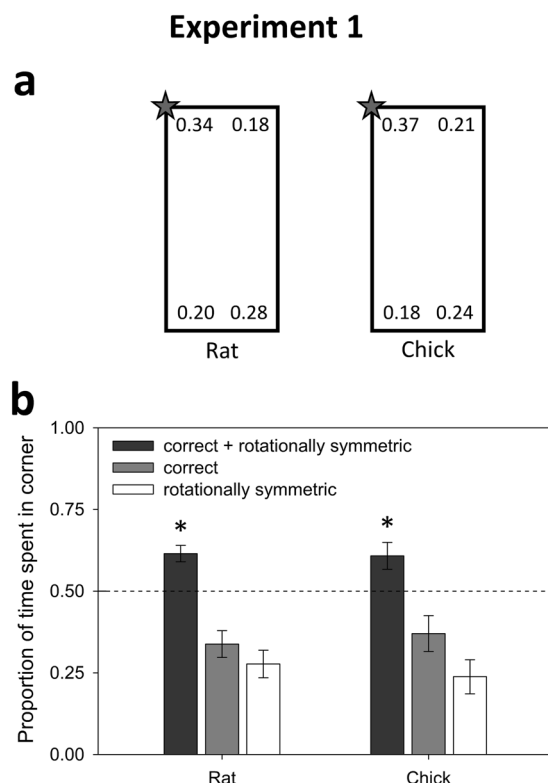 Experiment 1
a
0.34 0.18
0.37 0.21
0.20 0.28
0.18 0.24
Rat
Chick
b
Proportion of time spent in corner
1.00
0.75
0.50
0.25
0.00
correct + rotationally symmetric
correct
rotationally symmetric
*
*
Rat
Chick